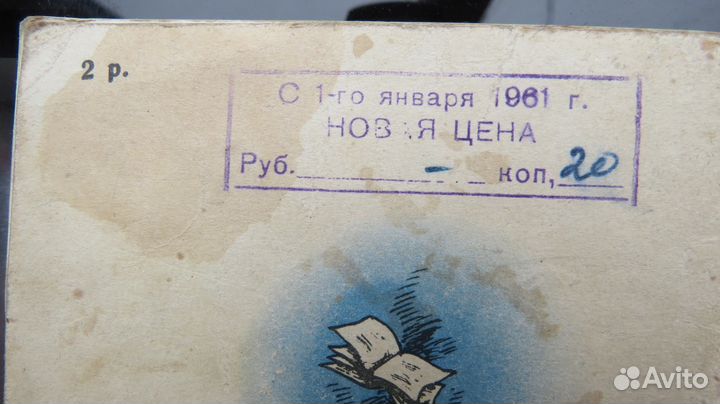 2 р.
С 1-го января 1961 г.
НОВАЯ ЦЕНА
Руб. - коп, 20
Avito